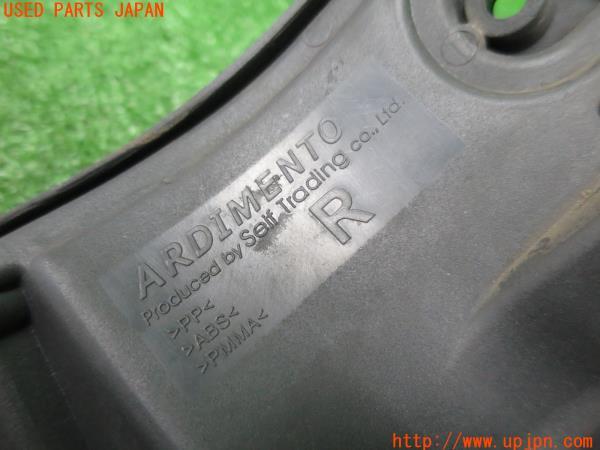 USED PARTS JAPAN
ARDIMENTO
Produced by Self Trading co., Ltd.
R
>PP<
>ABS<
>PMMA<
http://www.upjpn.com/